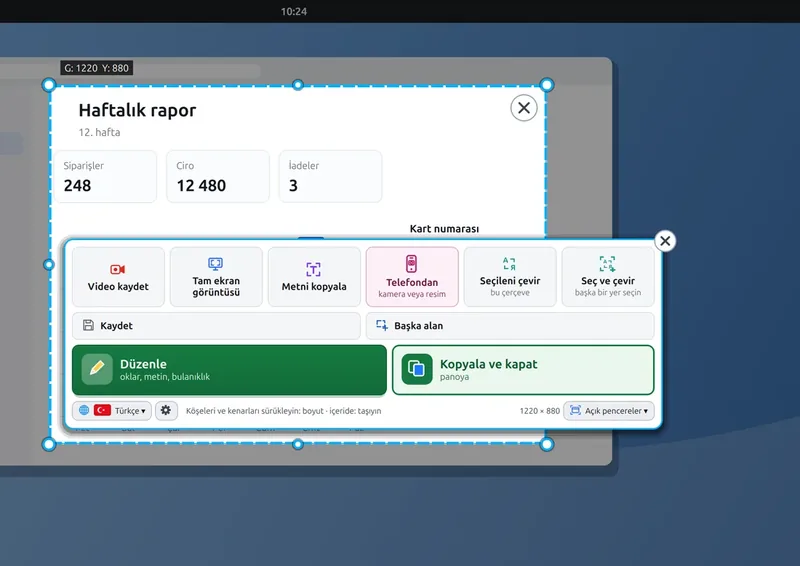 10:24
G: 1220 Y: 880
Haftalık rapor
12. hafta
Siparişler
248
Ciro
12 480
İadeler
3
Kart numarası
Video kaydet
Tam ekran
görüntüsü
Metni kopyala
Telefondan
kamera veya resim
Seçileni çevir
bu çerçeve
Seç ve çevir
başka bir yer seçin
Kaydet
Başka alan
Düzenle
oklar, metin, bulanıklık
Kopyala ve kapat
panoya
Türkçe ▾
Köşeleri ve kenarları sürükleyin: boyut · içeride: taşıyın
1220 × 880
Açık pencereler ▾